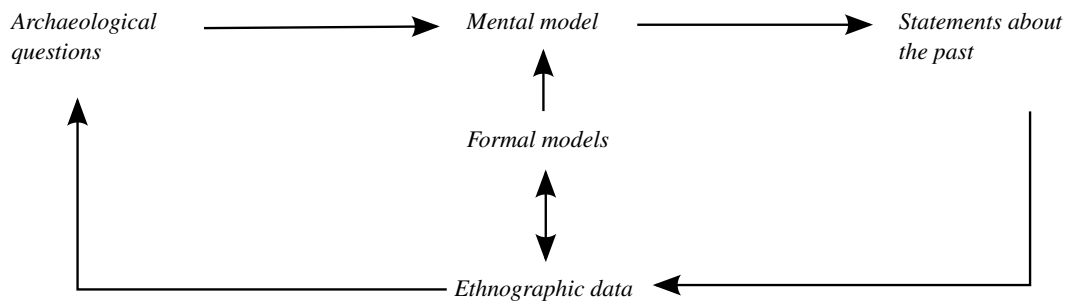 Archaeological
questions
Mental model
Statements about
the past
Formal models
Ethnographic data